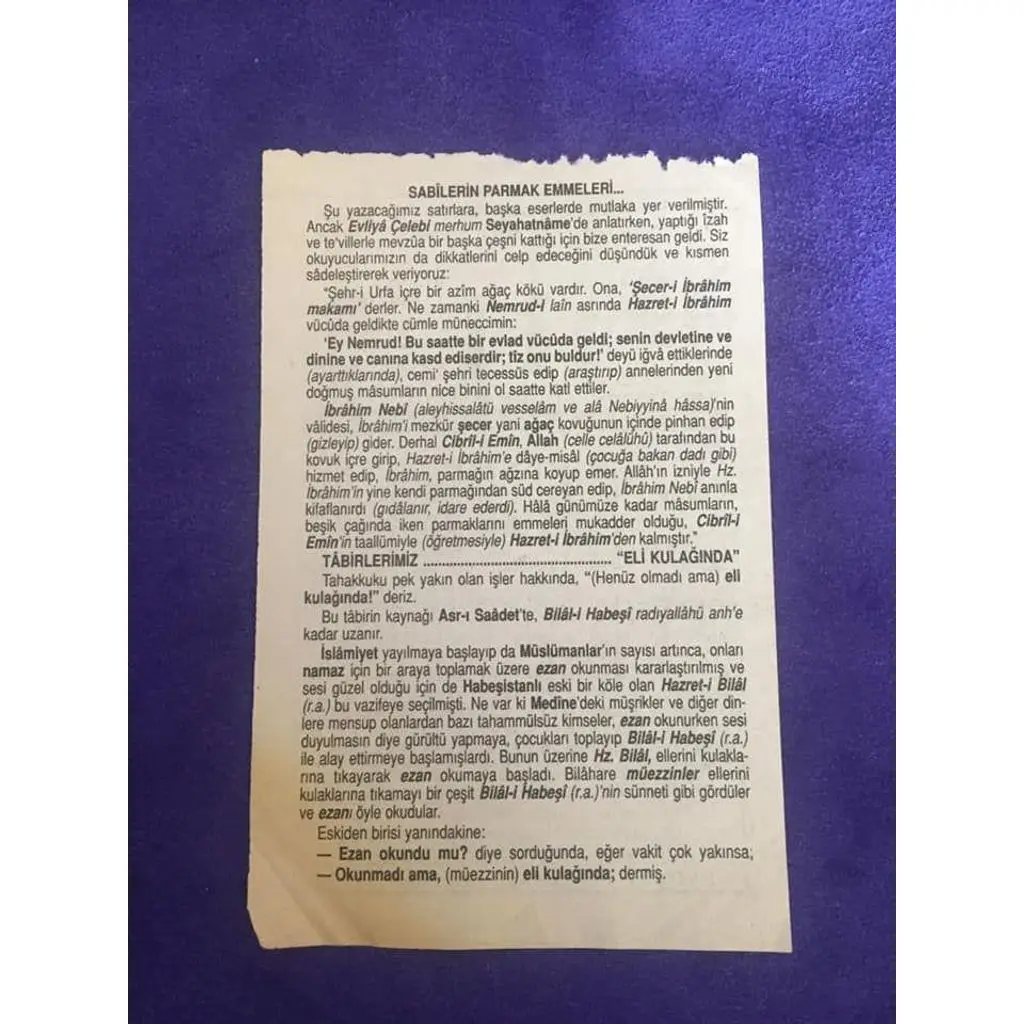 SABÎLERİN PARMAK EMMELERİ...
Şu yazacağımız satırlara, başka eserlerde mutlaka yer verilmiştir.
Ancak Evliyâ Çelebi merhum Seyahatnâme'de anlatırken, yaptığı îzah
ve te'villerle mevzûa bir başka çeşni kattığı için bize enteresan geldi. Siz
okuyucularımızın da dikkatlerini celp edeceğini düşündük ve kısmen
sâdeleştirerek veriyoruz:
"Şehr-i Urfa içre bir azîm ağaç kökü vardır. Ona, 'Şecer-i İbrâhim
makamı' derler. Ne zamanki Nemrud-i laîn asrında Hazret-i İbrâhim
vücûda geldikte cümle müneccimin:
'Ey Nemrud! Bu saatte bir evlad vücûda geldi; senin devletine ve
dinine ve canına kasd ediserdir; tîz onu buldur!' deyü iğvâ ettiklerinde
(ayarttıklarında), cemi' şehri tecessüs edip (araştırıp) annelerinden yeni
doğmuş mâsumların nice binini ol saatte katl ettiler.
İbrâhim Nebî (aleyhissalâtü vesselâm ve alâ Nebiyyinâ hâssa)'nin
vâlidesi, İbrâhim'i mezkûr şecer yani ağaç kovuğunun içinde pinhan edip
(gizleyip) gider. Derhal Cibrîl-i Emîn, Allah (celle celâlühû) tarafından bu
kovuk içre girip, Hazret-i İbrâhim'e dâye-misâl (çocuğa bakan dadı gibi)
hizmet edip, İbrâhim, parmağın ağzına koyup emer. Allâh'ın izniyle Hz.
İbrâhim'in yine kendi parmağından süd cereyan edip, İbrâhim Nebî anınla
kifaflanırdı (gıdâlanır, idare ederdi). Hâlâ günümüze kadar mâsumların,
beşik çağında iken parmaklarını emmeleri mukadder olduğu, Cibrîl-i
Emîn'in taallümiyle (öğretmesiyle) Hazret-i İbrâhim'den kalmıştır."
TÂBİRLERİMİZ ........................................................ "ELİ KULAĞINDA"
Tahakkuku pek yakın olan işler hakkında, "(Henüz olmadı ama) eli
kulağında!" deriz.
Bu tâbirin kaynağı Asr-ı Saâdet'te, Bilâl-i Habeşî radıyallâhü anh'e
kadar uzanır.
İslâmiyet yayılmaya başlayıp da Müslümanlar'ın sayısı artınca, onları
namaz için bir araya toplamak üzere ezan okunması kararlaştırılmış ve
sesi güzel olduğu için de Habeşistanlı eski bir köle olan Hazret-i Bilâl
(r.a.) bu vazifeye seçilmişti. Ne var ki Medîne'deki müşrikler ve diğer din-
lere mensup olanlardan bazı tahammülsüz kimseler, ezan okunurken sesi
duyulmasın diye gürültü yapmaya, çocukları toplayıp Bilâl-i Habeşî (r.a.)
ile alay ettirmeye başlamışlardı. Bunun üzerine Hz. Bilâl, ellerini kulakla-
rına tıkayarak ezan okumaya başladı. Bilâhare müezzinler ellerini
kulaklarına tıkamayı bir çeşit Bilâl-i Habeşî (r.a.)'nin sünneti gibi gördüler
ve ezanı öyle okudular.
Eskiden birisi yanındakine:
— Ezan okundu mu? diye sorduğunda, eğer vakit çok yakınsa;
— Okunmadı ama, (müezzinin) eli kulağında; dermiş.